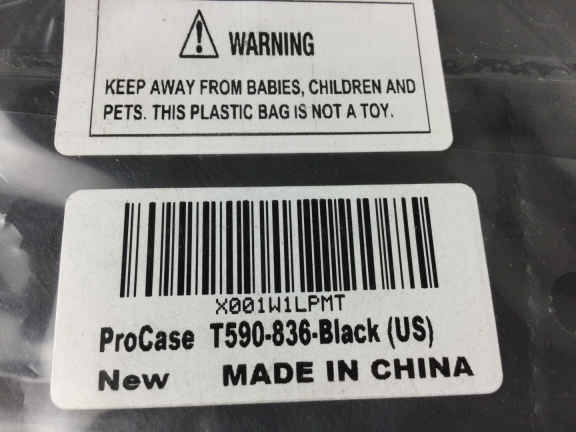 WARNING
KEEP AWAY FROM BABIES, CHILDREN AND
PETS. THIS PLASTIC BAG IS NOT A TOY.
X001W1LPMT
ProCase T590-836-Black (US)
New MADE IN CHINA